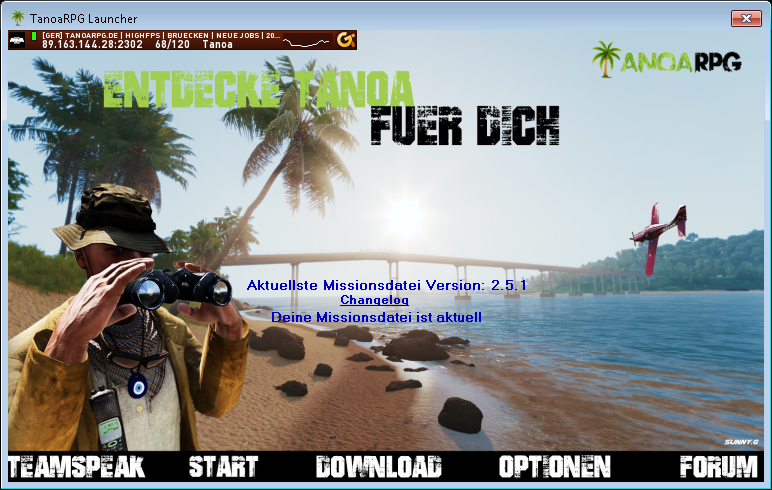 TanoaRPG Launcher
[GER] TANOARPG.DE | HIGHFPS | BRUECKEN | NEUE JOBS | 20...
89.163.144.28:2302 68/120 Tanoa
TANOARPG
ENTDECKE TANOA
FUER DICH
Aktuellste Missionsdatei Version: 2.5.1
Changelog
Deine Missionsdatei ist aktuell
SUNNY.G
TEAMSPEAK START DOWNLOAD OPTIONEN FORUM